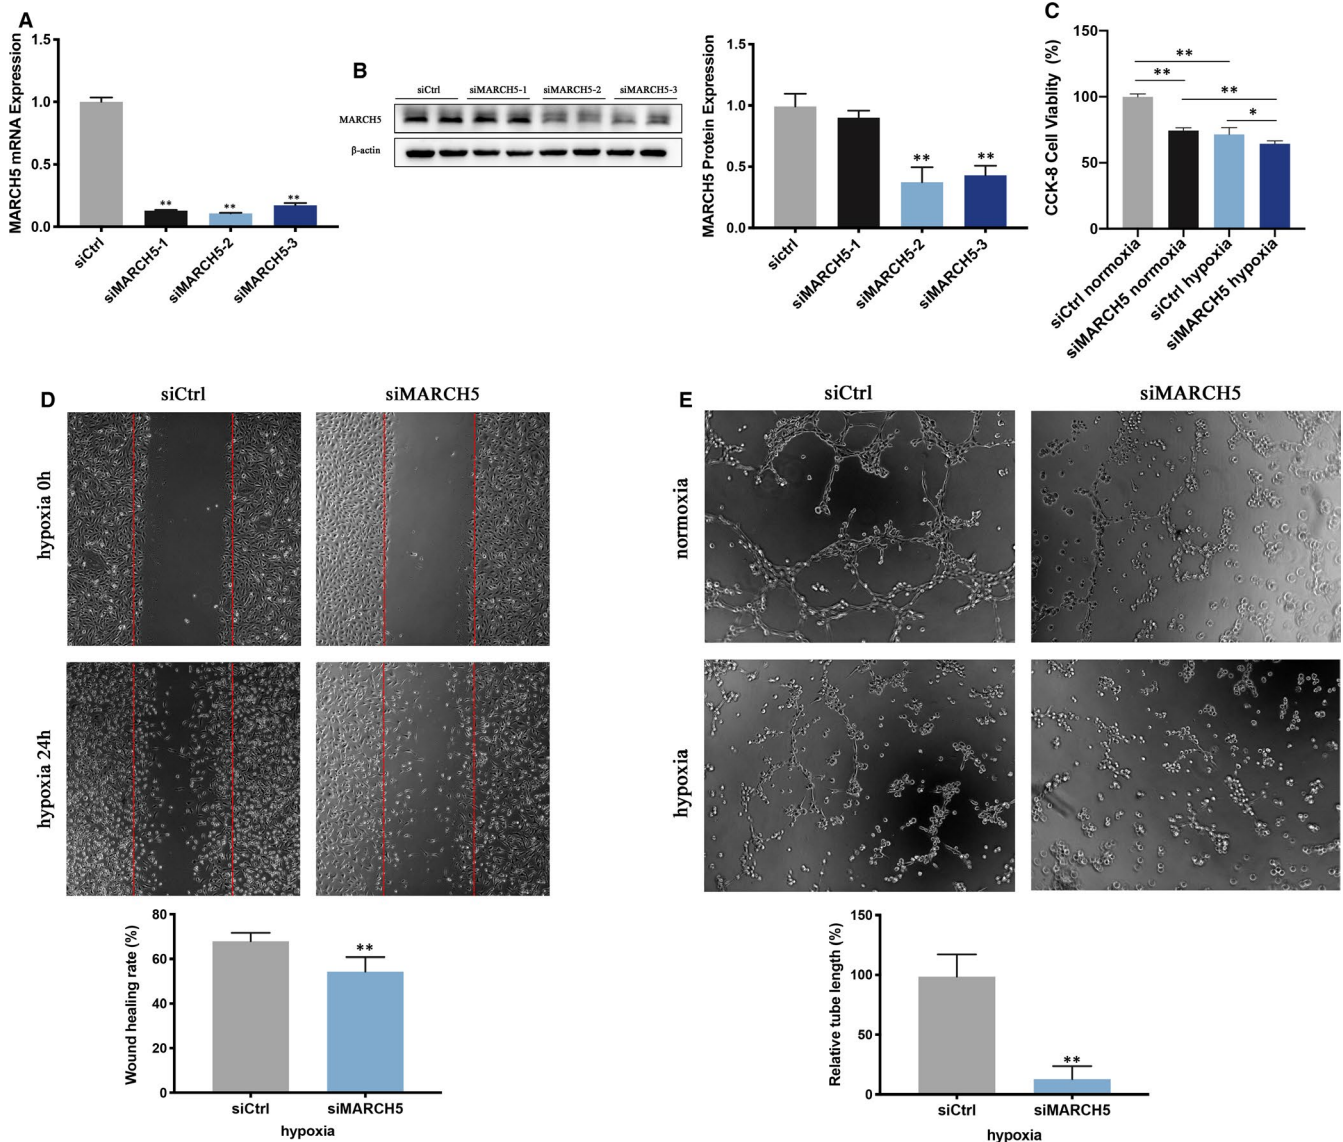 A
MARCH5 mRNA Expression
1.5
1.0
0.5
0.0
**
**
**
siCtrl
siMARCH5-1
siMARCH5-2
siMARCH5-3
B
siCtrl
siMARCH5-1
siMARCH5-2
siMARCH5-3
MARCH5
β-actin
MARCH5 Protein Expression
1.5
1.0
0.5
0.0
**
**
sictrl
siMARCH5-1
siMARCH5-2
siMARCH5-3
C
CCK-8 Cell Viablity (%)
150
100
50
0
**
**
**
*
siCtrl normoxia
siMARCH5 normoxia
siCtrl hypoxia
siMARCH5 hypoxia
D
siCtrl
siMARCH5
hypoxia 0h
hypoxia 24h
Wound healing rate (%)
80
60
40
20
0
**
siCtrl
siMARCH5
hypoxia
E
siCtrl
siMARCH5
normoxia
hypoxia
Relative tube length (%)
150
100
50
0
**
siCtrl
siMARCH5
hypoxia